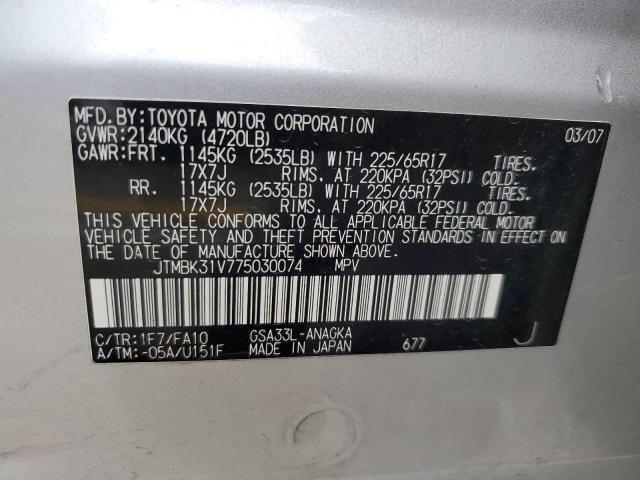 MFD.BY:TOYOTA MOTOR CORPORATION 03/07
GVWR:2140KG (4720LB)
GAWR:FRT. 1145KG (2535LB) WITH 225/65R17 TIRES.
17X7J RIMS. AT 220KPA (32PSI) COLD.
RR. 1145KG (2535LB) WITH 225/65R17 TIRES.
17X7J RIMS. AT 220KPA (32PSI) COLD.
THIS VEHICLE CONFORMS TO ALL APPLICABLE FEDERAL MOTOR
VEHICLE SAFETY AND THEFT PREVENTION STANDARDS IN EFFECT ON
THE DATE OF MANUFACTURE SHOWN ABOVE.
JTMBK31V775030074 MPV
C/TR:1F7/FA10 GSA33L-ANAGKA
A/TM:-05A/U151F MADE IN JAPAN 677 J